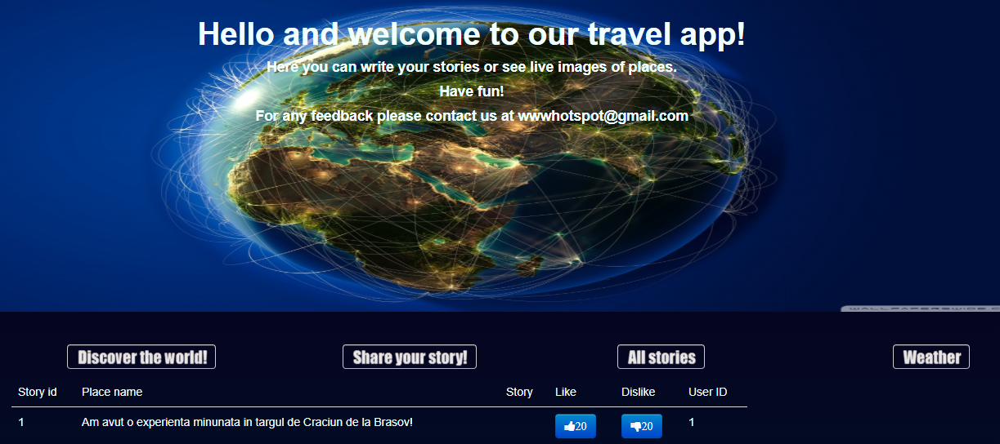 Hello and welcome to our travel app!
Here you can write your stories or see live images of places.
Have fun!
For any feedback please contact us at wwwhotspot@gmail.com
Discover the world! Share your story! All stories Weather
Story id Place name Story Like Dislike User ID
1 Am avut o experienta minunata in targul de Craciun de la Brasov! 20 20 1